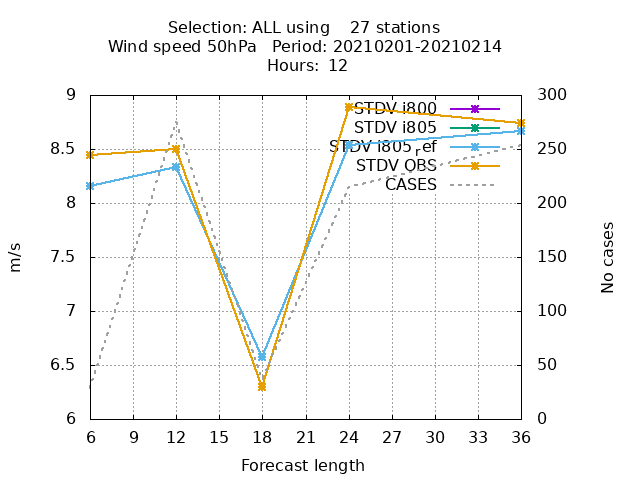 Selection: ALL using    27 stations
Wind speed 50hPa   Period: 20210201-20210214
Hours:  12
9 300
STDV i800
STDV i805
8.5 STDV i805_ref 250
STDV OBS
CASES
8 200
7.5 150
7 100
6.5 50
6 0
6 9 12 15 18 21 24 27 30 33 36
m/s
No cases
Forecast length